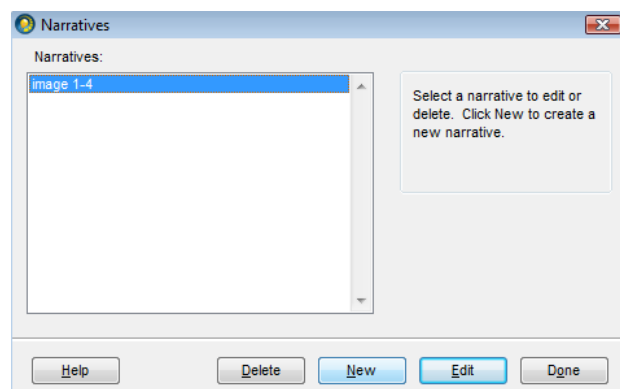 Narratives
Narratives:
image 1-4
Select a narrative to edit or
delete. Click New to create a
new narrative.
Help
Delete
New
Edit
Done